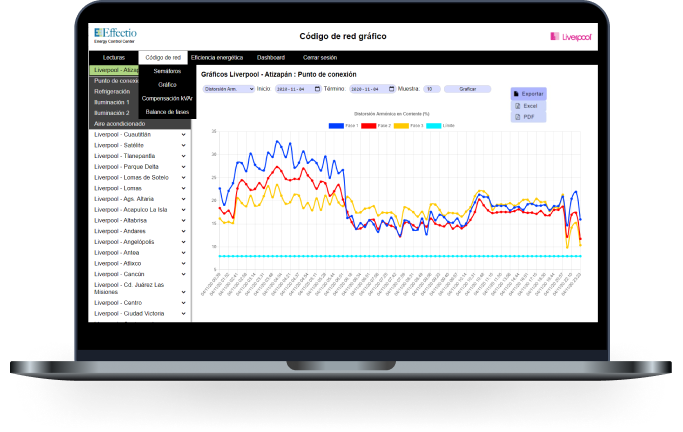 Effectio
Energy Control Center
Código de red gráfico
Liverpool
Lecturas Código de red Eficiencia energética Dashboard Cerrar sesión
Semáforos
Gráfico
Compensación kVAr
Balance de fases
Liverpool - Atizap
Punto de conexi
Refrigeración
Iluminación 1
Iluminación 2
Aire acondicionado
Liverpool - Cuautitlán
Liverpool - Satélite
Liverpool - Tlanepantla
Liverpool - Parque Delta
Liverpool - Lomas de Sotelo
Liverpool - Lomas
Liverpool - Ags. Altaria
Liverpool - Acapulco La Isla
Liverpool - Altabrisa
Liverpool - Andares
Liverpool - Angelópolis
Liverpool - Antea
Liverpool - Atlixco
Liverpool - Cancún
Liverpool - Cd. Juárez Las
Misiones
Liverpool - Centro
Liverpool - Ciudad Victoria
Gráficos Liverpool - Atizapán : Punto de conexión
Distorsión Arm. Inicio 2020-11-04 Término: 2020-11-04 Muestra: 10 Graficar
Exportar
Excel
PDF
Distorsión Armónica en Corriente (%)
Fase 1 Fase 2 Fase 3 Límite
35
30
25
20
15
10
5